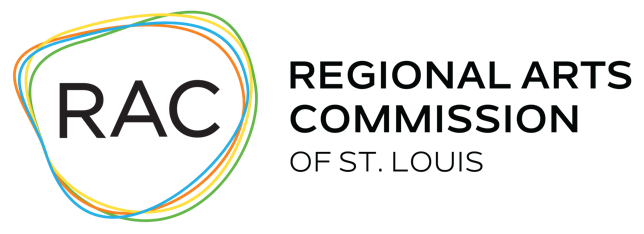 RAC
REGIONAL ARTS
COMMISSION
OF ST. LOUIS